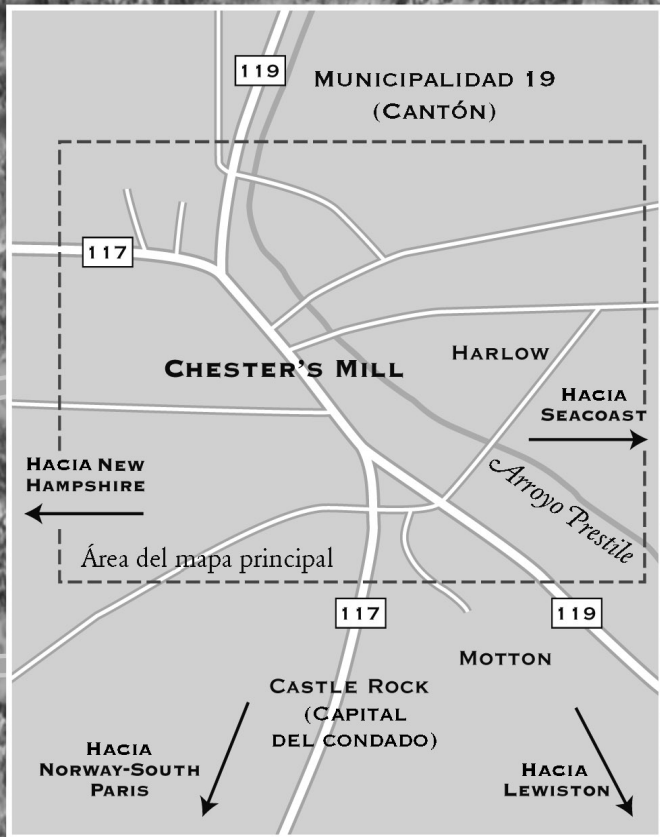 119
MUNICIPALIDAD 19
(CANTÓN)
117
CHESTER'S MILL
HARLOW
HACIA
SEACOAST
HACIA NEW
HAMPSHIRE
Arroyo Prestile
Área del mapa principal
117
119
MOTTON
CASTLE ROCK
(CAPITAL
DEL CONDADO)
HACIA
NORWAY-SOUTH
PARIS
HACIA
LEWISTON